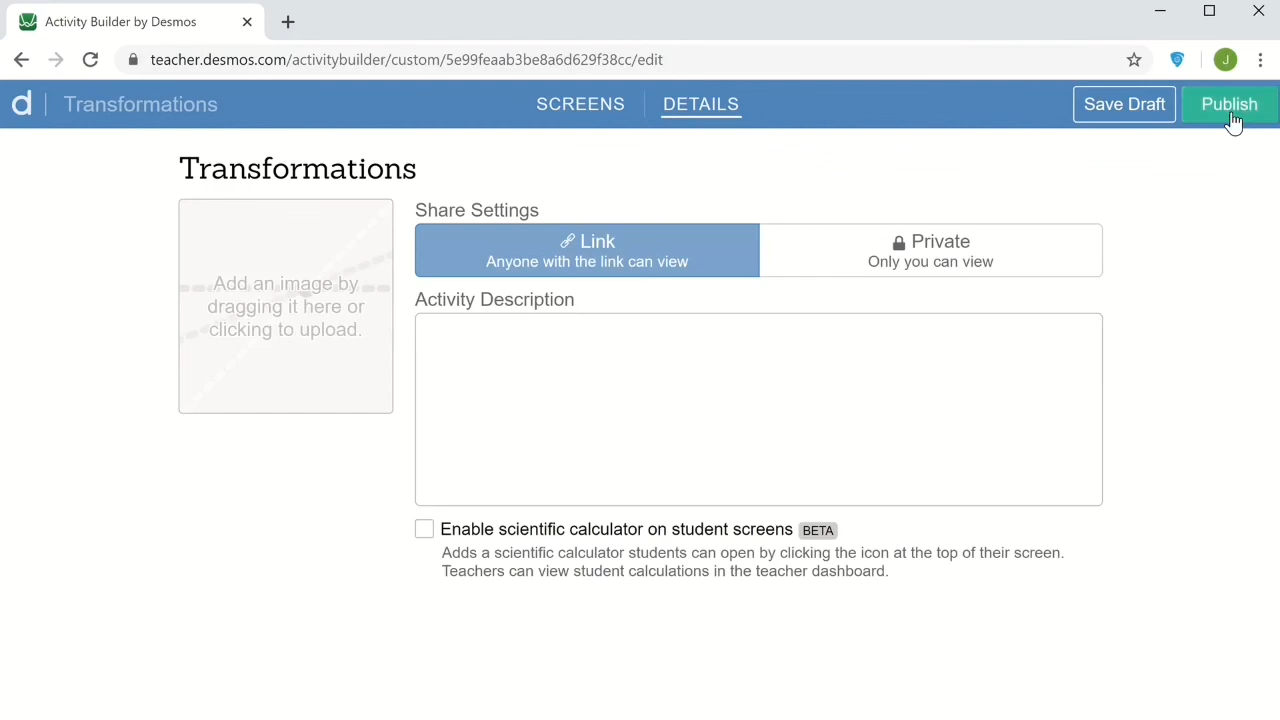 Activity Builder by Desmos
teacher.desmos.com/activitybuilder/custom/5e99feaab3be8a6d629f38cc/edit
J
d Transformations
SCREENS
DETAILS
Save Draft
Publish
Transformations
Add an image by
dragging it here or
clicking to upload.
Share Settings
Link
Anyone with the link can view
Private
Only you can view
Activity Description
Enable scientific calculator on student screens BETA
Adds a scientific calculator students can open by clicking the icon at the top of their screen.
Teachers can view student calculations in the teacher dashboard.